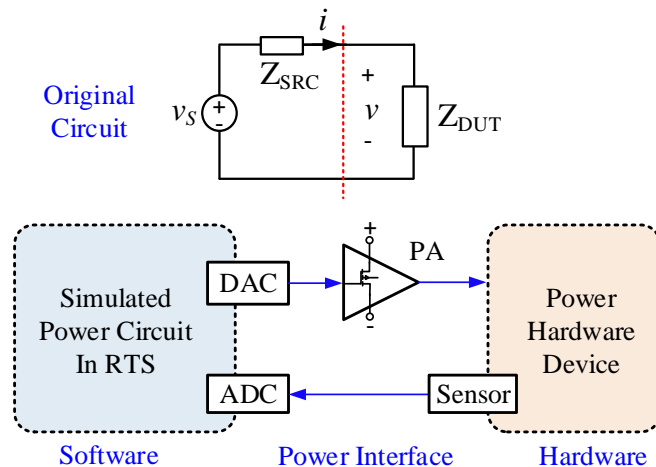 i
Z_SRC
Original
Circuit
v_S
+
-
+
v
-
Z_DUT
+
PA
-
DAC
Simulated
Power Circuit
In RTS
Power
Hardware
Device
ADC
Sensor
Software
Power Interface
Hardware